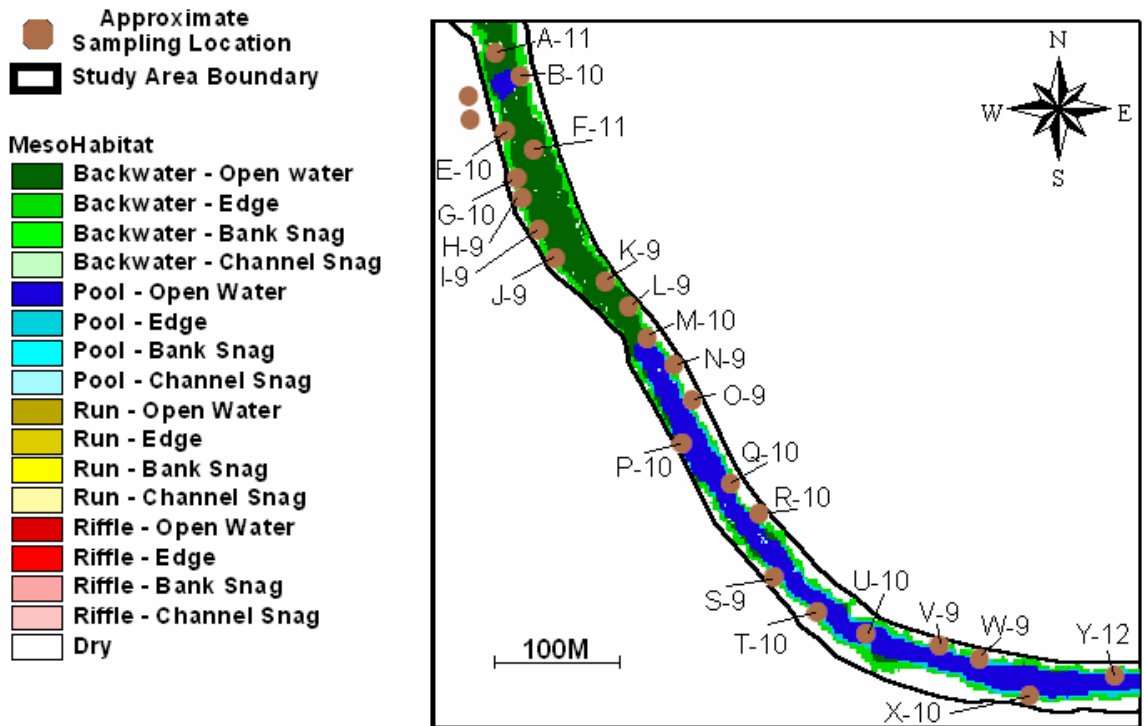 Approximate
Sampling Location
Study Area Boundary
MesoHabitat
Backwater - Open water
Backwater - Edge
Backwater - Bank Snag
Backwater - Channel Snag
Pool - Open Water
Pool - Edge
Pool - Bank Snag
Pool - Channel Snag
Run - Open Water
Run - Edge
Run - Bank Snag
Run - Channel Snag
Riffle - Open Water
Riffle - Edge
Riffle - Bank Snag
Riffle - Channel Snag
Dry
A-11
B-10
F-11
E-10
G-10
H-9
I-9
J-9
K-9
L-9
M-10
N-9
O-9
P-10
Q-10
R-10
S-9
T-10
U-10
V-9
W-9
Y-12
X-10
100M
N
W
E
S